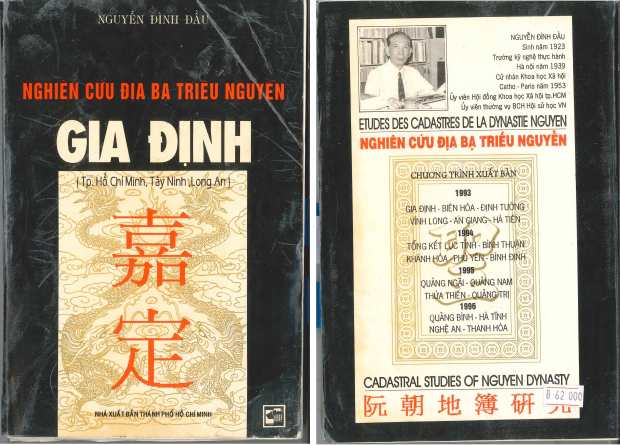 NGUYỄN ĐÌNH ĐẦU
NGHIÊN CỨU ĐỊA BẠ TRIỀU NGUYỄN
GIA ĐỊNH
(Tp. Hồ Chí Minh, Tây Ninh, Long An)
嘉
定
NHÀ XUẤT BẢN THÀNH PHỐ HỒ CHÍ MINH
NGUYỄN ĐÌNH ĐẦU
Sinh năm 1923
Trường kỹ nghệ thực hành
Hà nội năm 1939
Cử nhân Khoa học Xã hội
Catho - Paris năm 1953
Ủy viên Hội đồng Khoa học Xã hội tp.HCM
Ủy viên thường vụ BCH Hội sử học VN
ETUDES DES CADASTRES DE LA DYNASTIE NGUYEN
NGHIÊN CỨU ĐỊA BẠ TRIỀU NGUYỄN
CHƯƠNG TRÌNH XUẤT BẢN
1993
GIA ĐỊNH - BIÊN HÒA - ĐỊNH TƯỜNG
VĨNH LONG - AN GIANG - HÀ TIÊN
1994
TỔNG KẾT LỤC TỈNH - BÌNH THUẬN
KHÁNH HÒA - PHÚ YÊN - BÌNH ĐỊNH
1995
QUẢNG NGÃI - QUẢNG NAM
THỪA THIÊN - QUẢNG TRỊ
1996
QUẢNG BÌNH - HÀ TĨNH
NGHỆ AN - THANH HÓA
CADASTRAL STUDIES OF NGUYEN DYNASTY
62 000
阮朝地簿研究